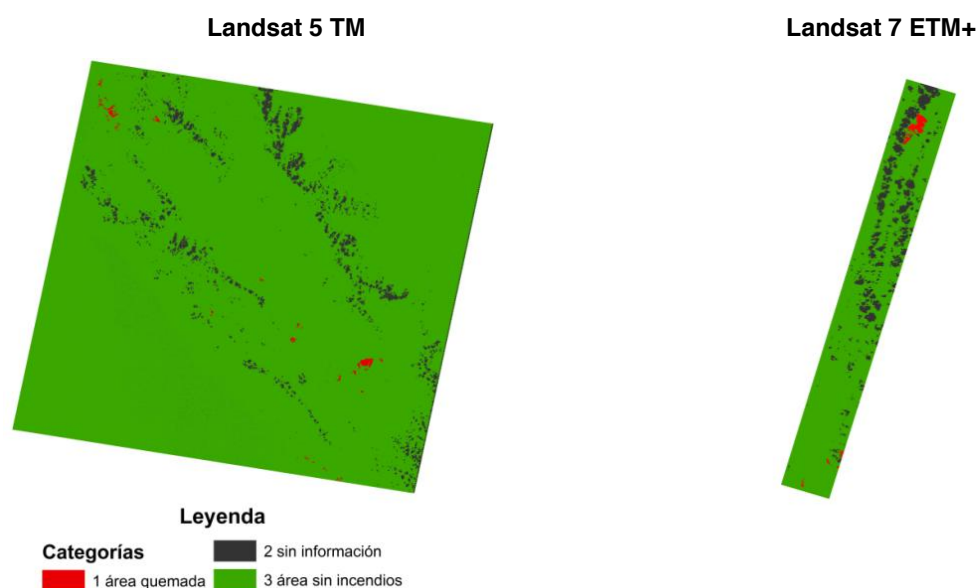 Landsat 5 TM
Landsat 7 ETM+
Leyenda
Categorías
2 sin información
1 área quemada
3 área sin incendios